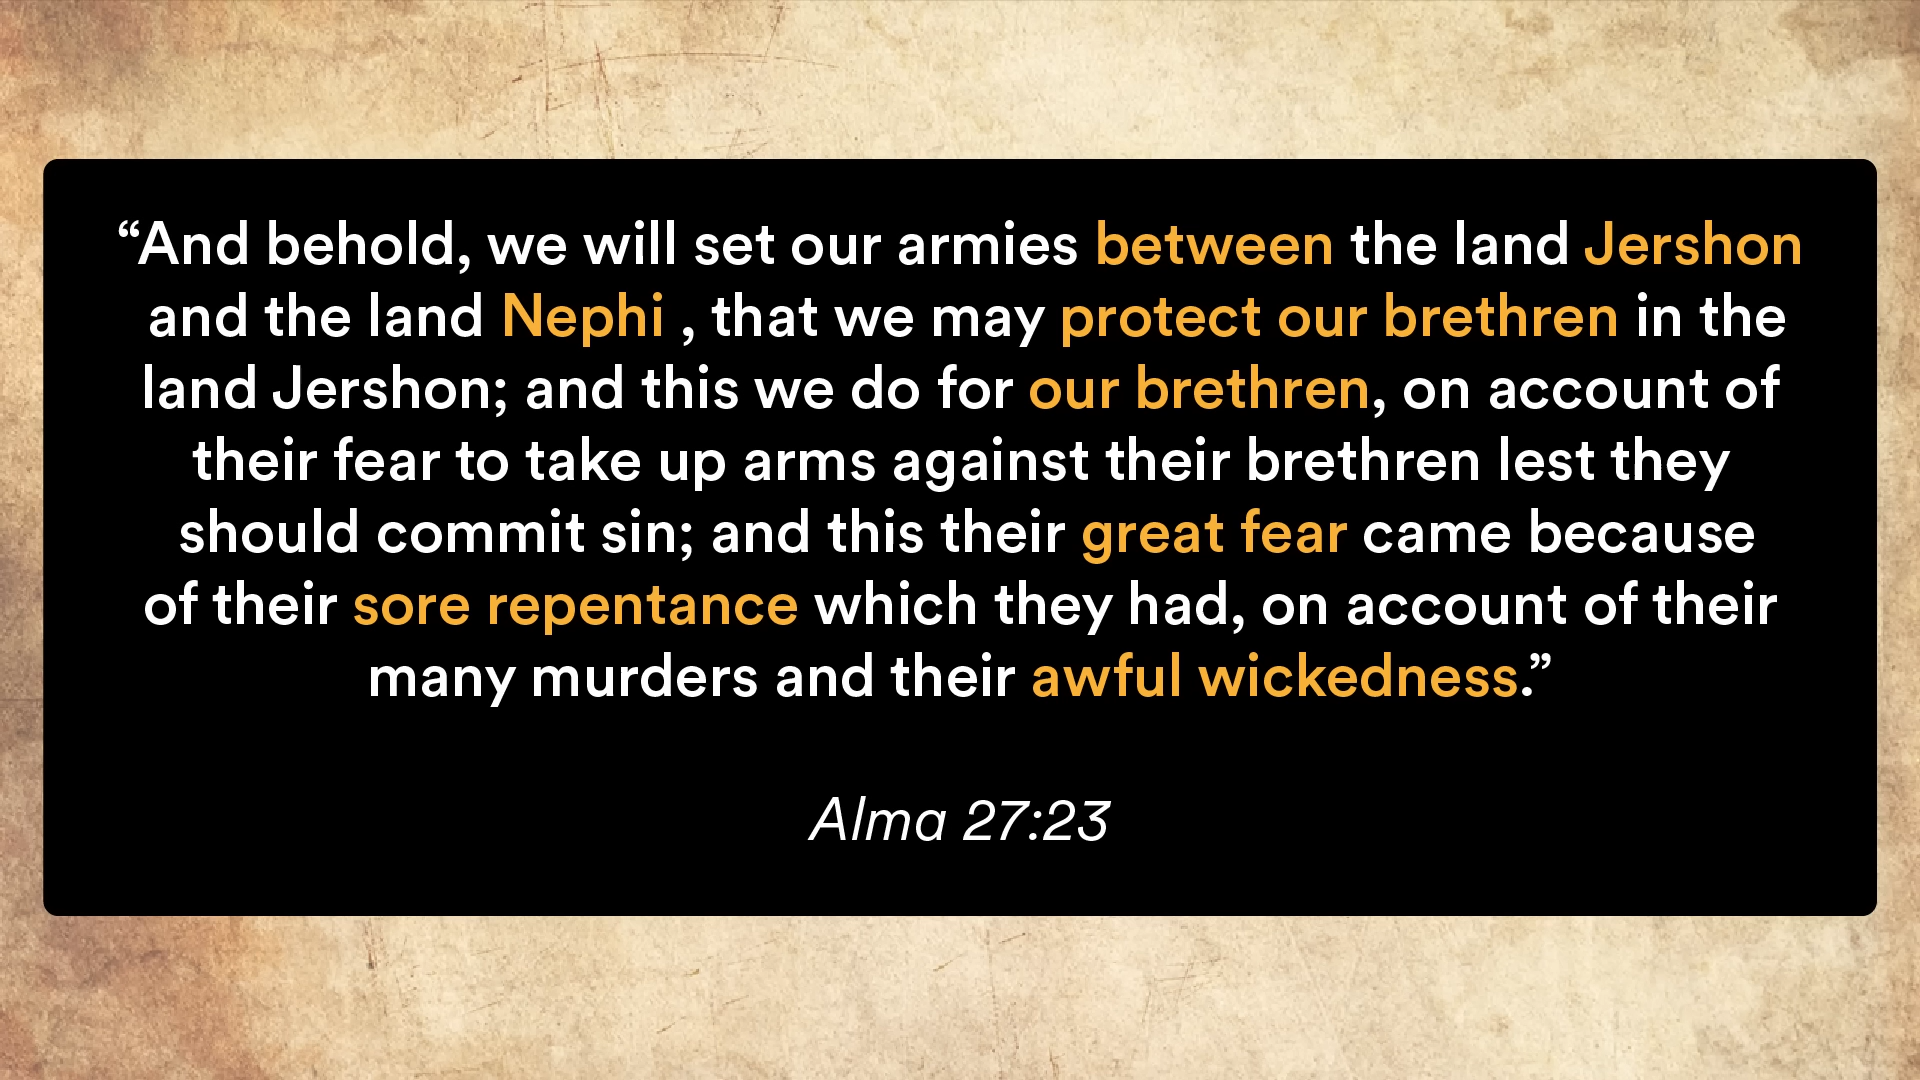 “And behold, we will set our armies between the land Jershon
and the land Nephi , that we may protect our brethren in the
land Jershon; and this we do for our brethren, on account of
their fear to take up arms against their brethren lest they
should commit sin; and this their great fear came because
of their sore repentance which they had, on account of their
many murders and their awful wickedness.”
Alma 27:23